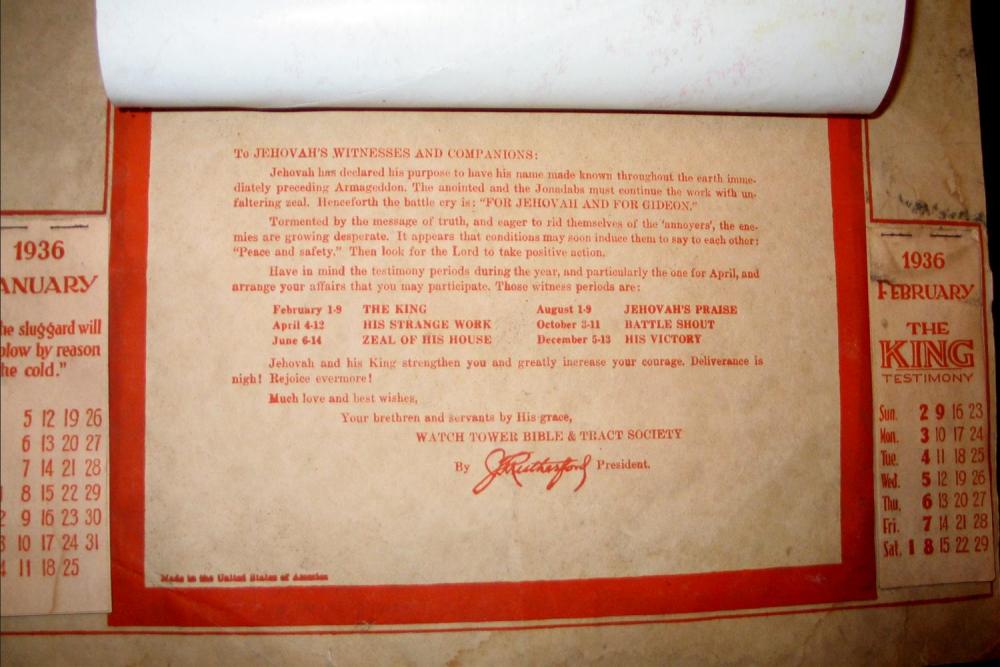 To JEHOVAH'S WITNESSES AND COMPANIONS:
Jehovah has declared his purpose to have his name made known throughout the earth imme-
diately preceding Armageddon. The anointed and the Jonadabs must continue the work with un-
faltering zeal. Henceforth the battle cry is: "FOR JEHOVAH AND FOR GIDEON."
Tormented by the message of truth, and eager to rid themselves of the 'annoyers', the ene-
mies are growing desperate. It appears that conditions may soon induce them to say to each other:
"Peace and safety." Then look for the Lord to take positive action.
Have in mind the testimony periods during the year, and particularly the one for April, and
arrange your affairs that you may participate. Those witness periods are:
February 1-9 THE KING August 1-9 JEHOVAH'S PRAISE
April 4-12 HIS STRANGE WORK October 3-11 BATTLE SHOUT
June 6-14 ZEAL OF HIS HOUSE December 5-13 HIS VICTORY
Jehovah and his King strengthen you and greatly increase your courage. Deliverance is
nigh! Rejoice evermore!
Much love and best wishes,
Your brethren and servants by His grace,
WATCH TOWER BIBLE & TRACT SOCIETY
By J.F. Rutherford President.
Made in the United States of America
1936
ANUARY
he sluggard will
plow by reason
he cold."
5 12 19 26
6 13 20 27
7 14 21 28
8 15 22 29
2 9 16 23 30
3 10 17 24 31
4 11 18 25
1936
FEBRUARY
THE
KING
TESTIMONY
Sun. 2 9 16 23
Mon. 3 10 17 24
Tue. 4 11 18 25
Wed. 5 12 19 26
Thu. 6 13 20 27
Fri. 7 14 21 28
Sat. 1 8 15 22 29